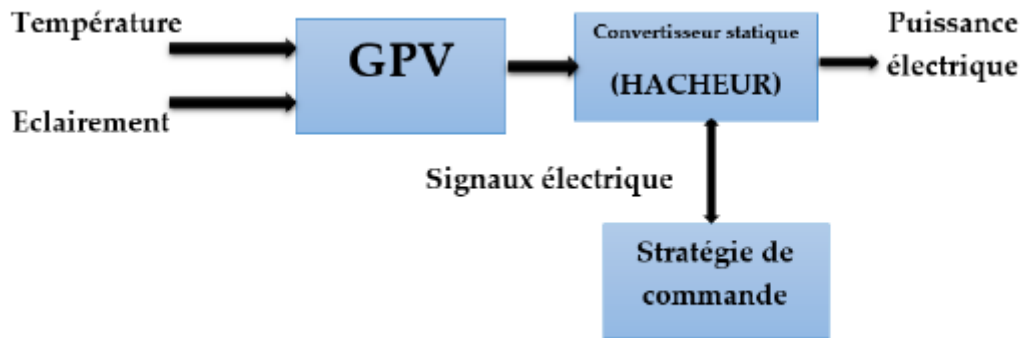 Température
Eclairement
GPV
Convertisseur statique
(HACHEUR)
Puissance
électrique
Signaux électrique
Stratégie de
commande